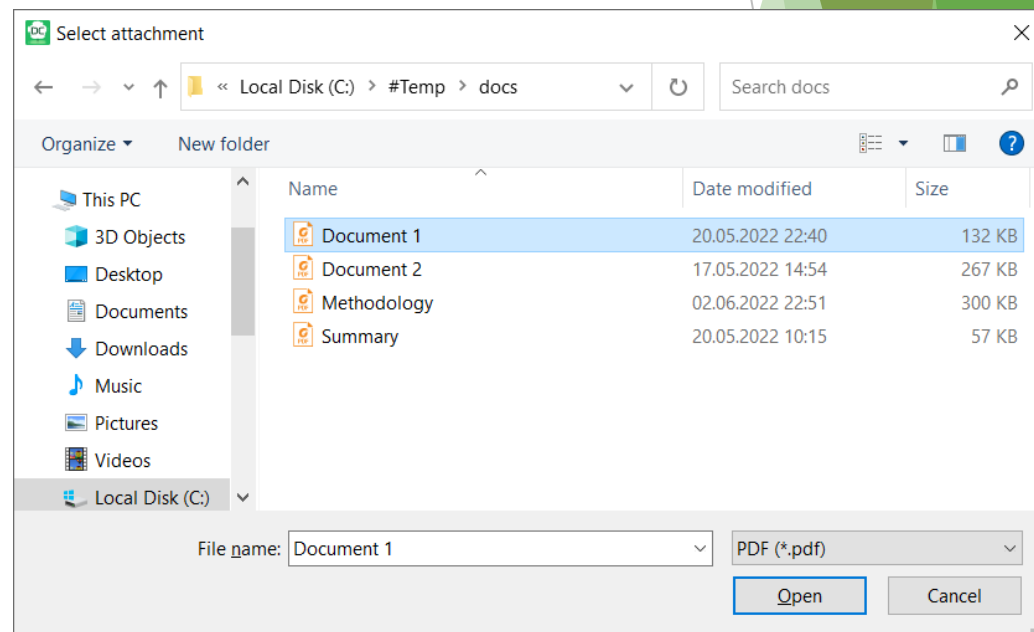 Select attachment
« Local Disk (C:) > #Temp > docs
Search docs
Organize
New folder
This PC
3D Objects
Desktop
Documents
Downloads
Music
Pictures
Videos
Local Disk (C:)
Name Date modified Size
Document 1 20.05.2022 22:40 132 KB
Document 2 17.05.2022 14:54 267 KB
Methodology 02.06.2022 22:51 300 KB
Summary 20.05.2022 10:15 57 KB
File name: Document 1
PDF (*.pdf)
Open Cancel